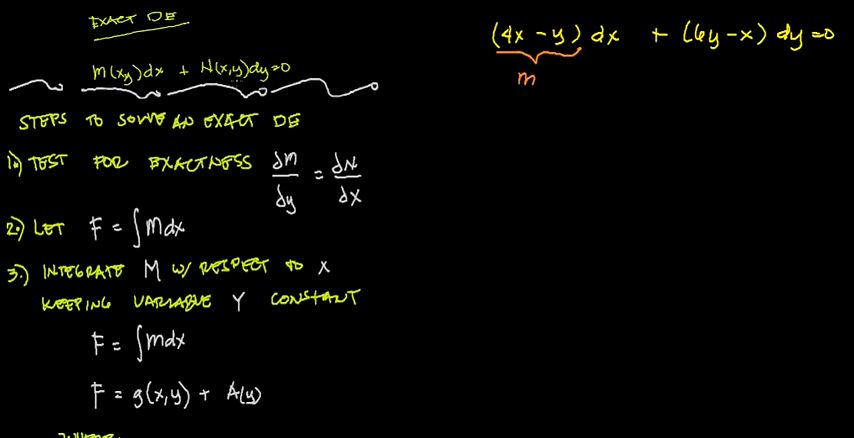 EXACT DE
M(x,y)dx + N(x,y)dy=0
STEPS TO SOLVE AN EXACT DE
1.) TEST FOR EXACTNESS ∂M/∂y = ∂N/∂x
2.) LET F = ∫Mdx
3.) INTEGRATE M w/ RESPECT to X
KEEPING VARIABLE Y CONSTANT
F = ∫Mdx
F = g(x,y) + A(y)
(4x - y) dx + (6y - x) dy = 0
M